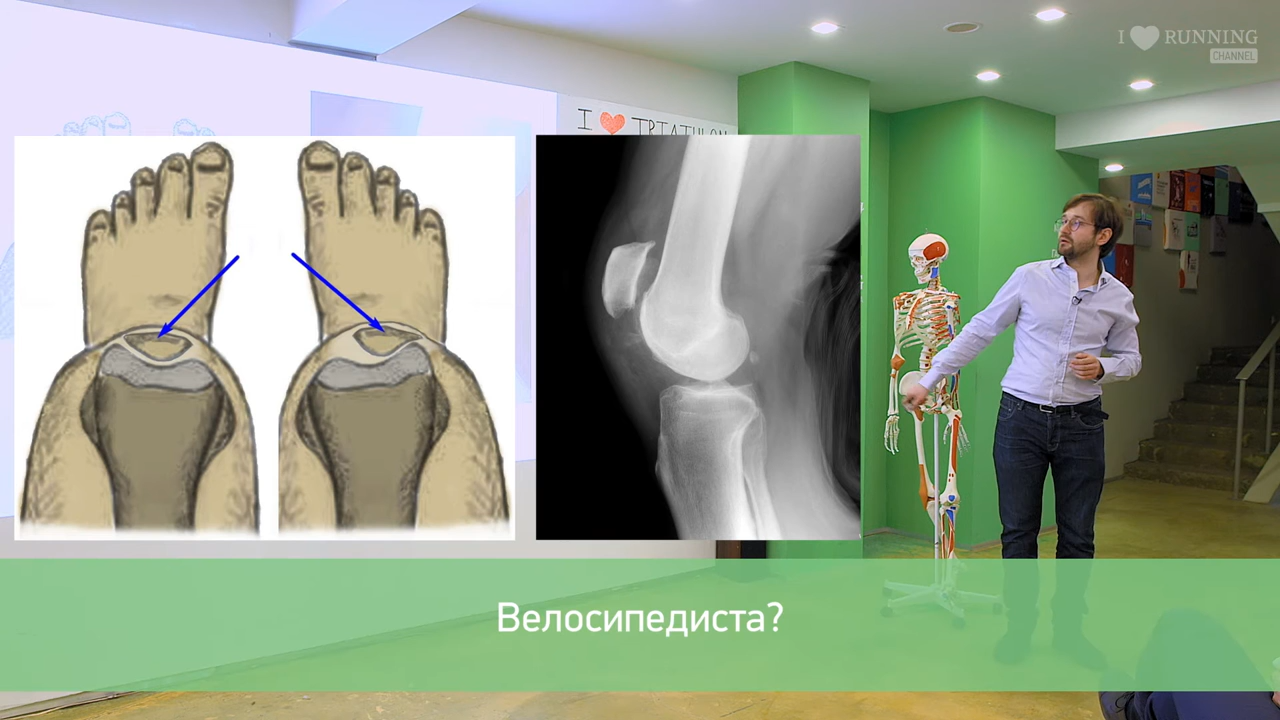 I ❤ RUNNING
CHANNEL
I ❤ TRIATHLON
Велосипедиста?